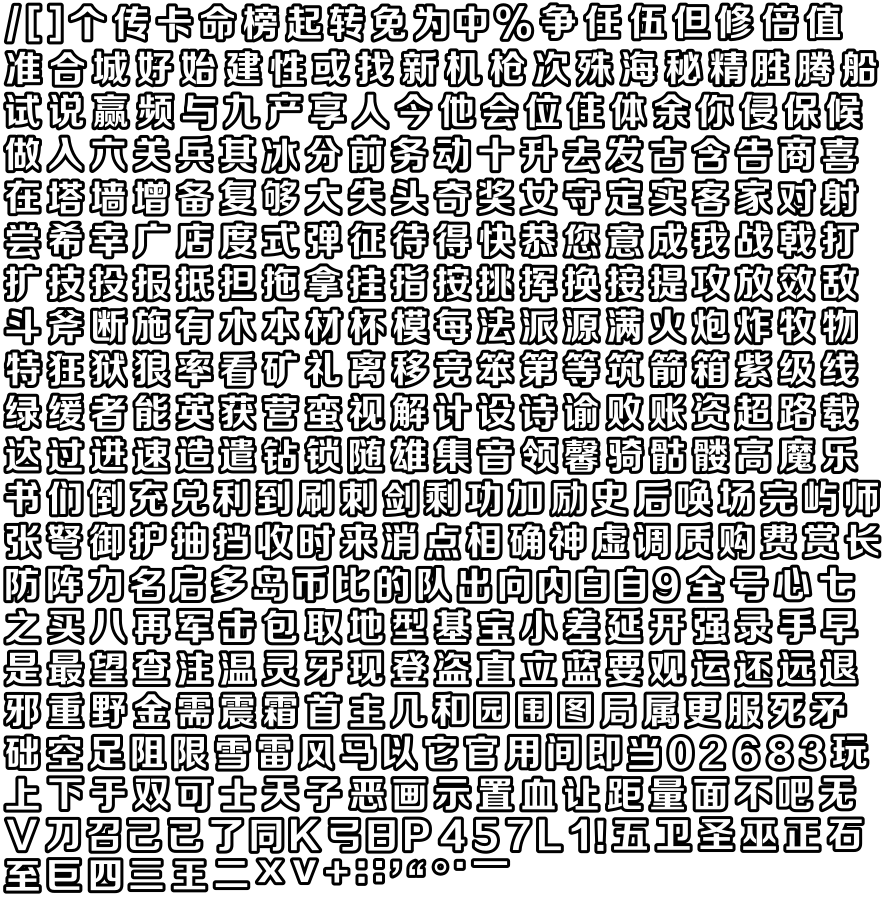 /[]个传卡命榜起转免为中%争任伍但修倍值
准合城好始建性或找新机枪次殊海秘精胜腾船
试说赢频与九产享人今他会位住体余你侵保候
做入六关兵其冰分前务动十升去发古含告商喜
在塔墙增备复够大失头奇奖女守定实客家对射
尝希幸广店度式弹征待得快恭您意成我战戟打
扩技投报抵担拖拿挂指按挑挥换接提攻放效敌
斗斧断施有木本材杯模每法派源满火炮炸牧物
特狂狱狼率看矿礼离移竞笨第等筑箭箱紫级线
绿缓者能英获营蛮视解计设诗谕败账资超路载
达过进速造遣钻锁随雄集音领馨骑骷髅高魔乐
书们倒充兑利到刷刺剑剩功加励史后唤场完屿师
张弩御护抽挡收时来消点相确神虚调质购费赏长
防阵力名启多岛币比的队出向内白自9全号心七
之买八再军击包取地型基宝小差延开强录手早
是最望查注温灵牙现登盗直立蓝要观运还远退
邪重野金需震霜首主几和园围图局属更服死矛
础空足阻限雪雷风马以它官用间即当02683玩
上下于双可士天子恶画示置血让距量面不吧无
V刀召己已了同K弓日P457L1!五卫圣巫正石
至巨四三王二XV+::’“°˙一